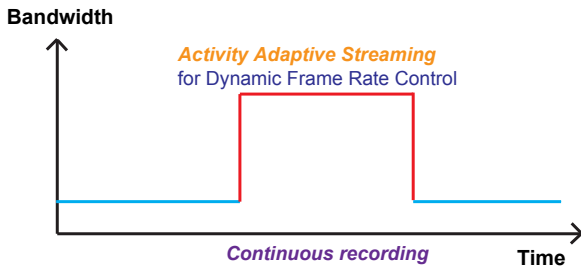 Bandwidth
Activity Adaptive Streaming
for Dynamic Frame Rate Control
Continuous recording
Time